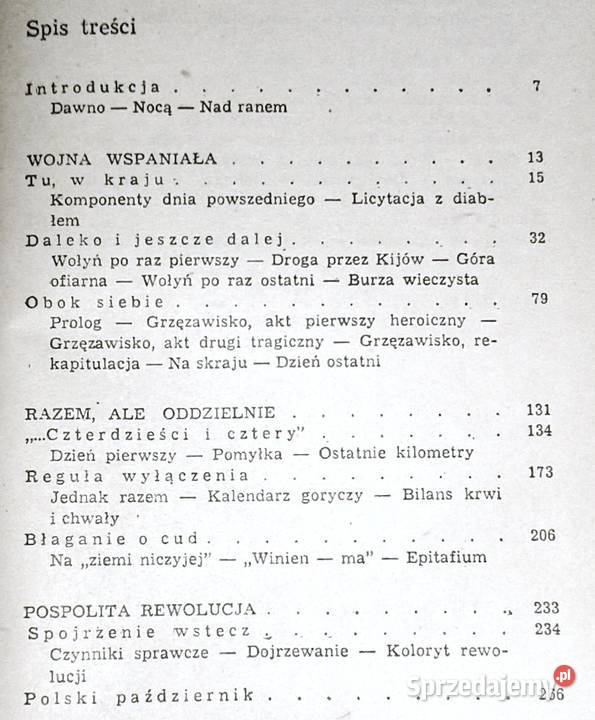 Spis treści
Introdukcja . . . . . . . . . . . . 7
Dawno — Nocą — Nad ranem
WOJNA WSPANIAŁA . . . . . . . . . . 13
Tu, w kraju . . . . . . . . . . . . 15
Komponenty dnia powszedniego — Licytacja z diab-
łem
Daleko i jeszcze dalej . . . . . . . 32
Wołyń po raz pierwszy — Droga przez Kijów — Góra
ofiarna — Wołyń po raz ostatni — Burza wieczysta
Obok siebie . . . . . . . . . . . . 79
Prolog — Grzęzawisko, akt pierwszy heroiczny —
Grzęzawisko, akt drugi tragiczny — Grzęzawisko, re-
kapitulacja — Na skraju — Dzień ostatni
RAZEM, ALE ODDZIELNIE . . . . . . . . 131
„...Czterdzieści i cztery” . . . . . . . 134
Dzień pierwszy — Pomyłka — Ostatnie kilometry
Reguła wyłączenia . . . . . . . . . 173
Jednak razem — Kalendarz goryczy — Bilans krwi
i chwały
Błaganie o cud . . . . . . . . . . . 206
Na „ziemi niczyjej” — „Winien — ma” — Epitafium
POSPOLITA REWOLUCJA . . . . . . . . . 233
Spojrzenie wstecz . . . . . . . . . 234
Czynniki sprawcze — Dojrzewanie — Koloryt rewo-
lucji
Polski październik . . . . . . . . . 266
Sprzedajemy.pl